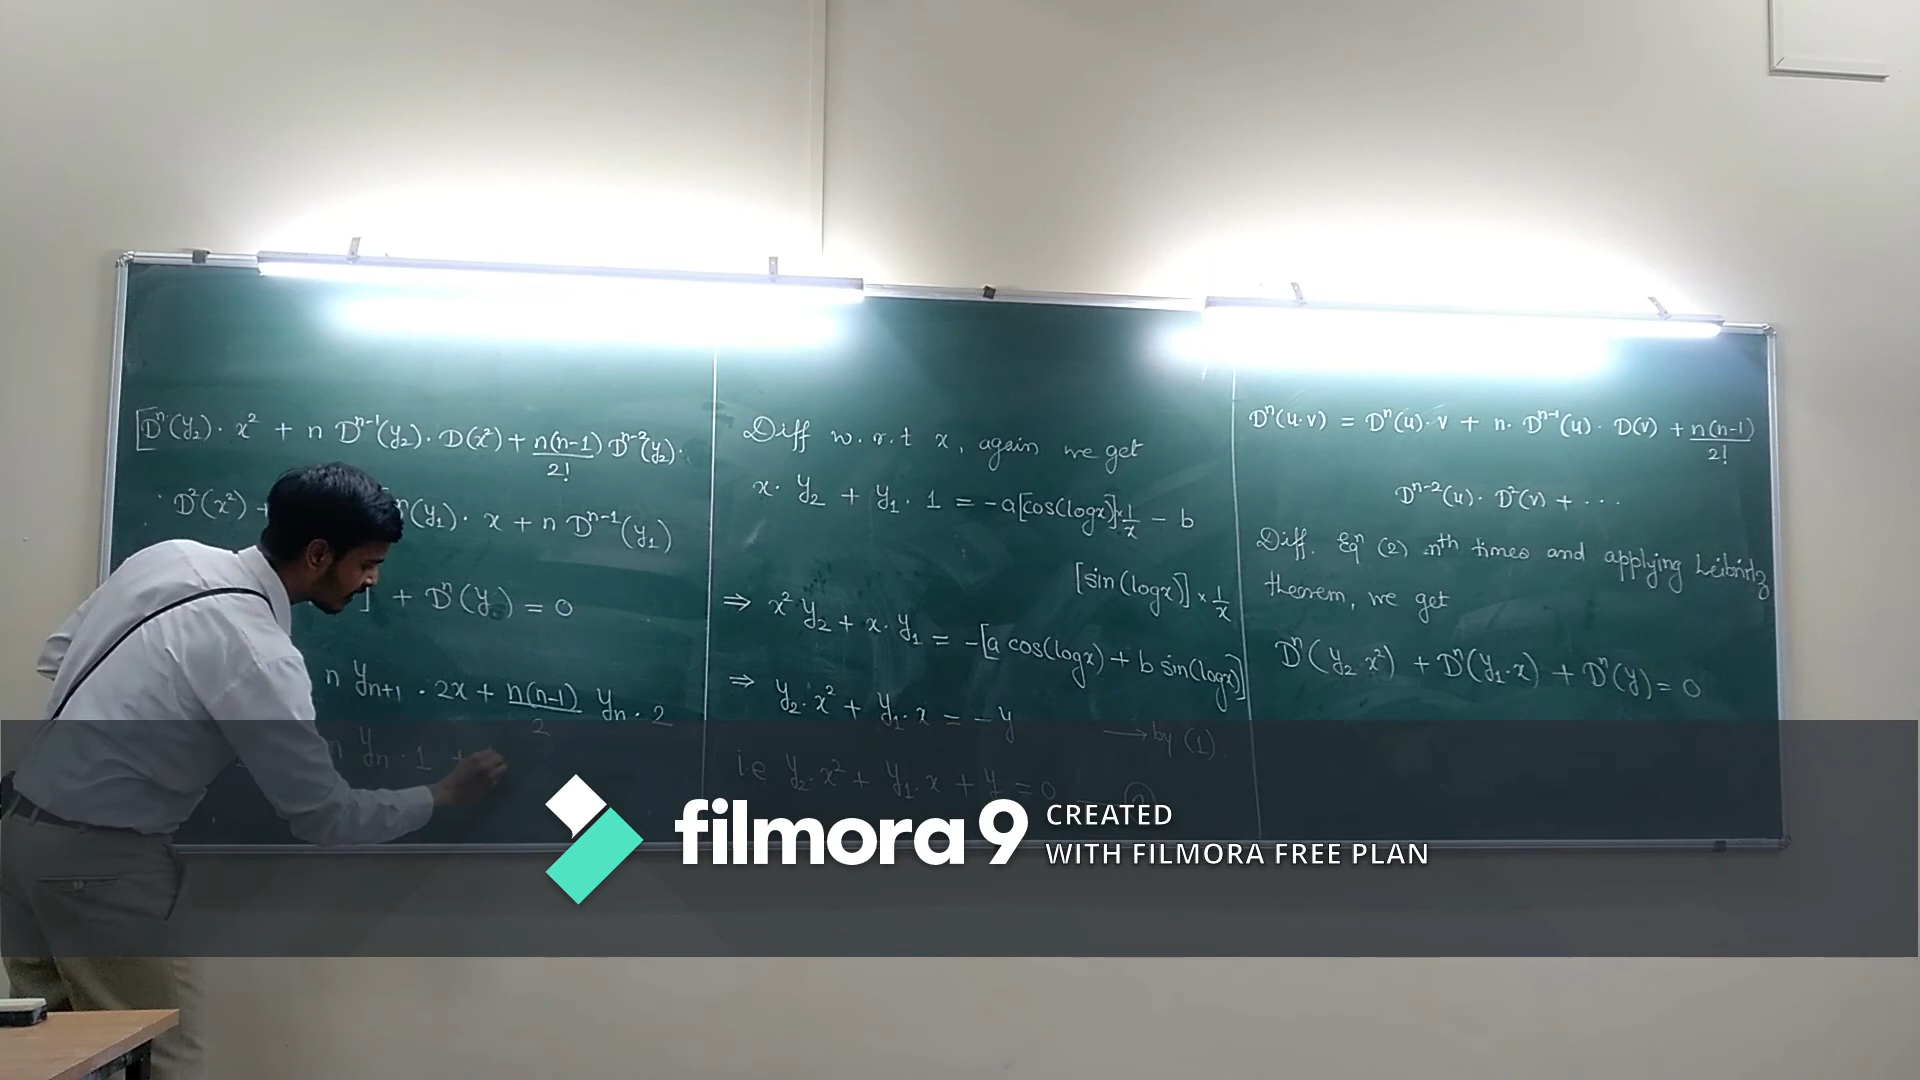 [Dⁿ(y₂)· x² + n Dⁿ⁻¹(y₂)· D(x²) + n(n-1)/2! Dⁿ⁻²(y₂)·
· D²(x²) + n(y₁)· x + n Dⁿ⁻¹(y₁)
] + Dⁿ(y) = 0
n yₙ₊₁ · 2x + n(n-1)/2 yₙ · 2
yₙ · 1 +
Diff w.r.t x, again we get
x· y₂ + y₁· 1 = -a[cos(logx)]×1/x - b
[sin(logx)] × 1/x
⇒ x² y₂ + x· y₁ = -[a cos(logx) + b sin(logx)]
⇒ y₂· x² + y₁· x = -y
→ by (1)
i.e y₂· x² + y₁· x + y = 0
Dⁿ(u·v) = Dⁿ(u)· v + n· Dⁿ⁻¹(u)· D(v) + n(n-1)/2!
Dⁿ⁻²(u)· D²(v) + ···
Diff. Eqⁿ (2) nth times and applying Leibnitz
theorem, we get
Dⁿ(y₂ x²) + Dⁿ(y₁·x) + Dⁿ(y) = 0
filmora9 CREATED
WITH FILMORA FREE PLAN